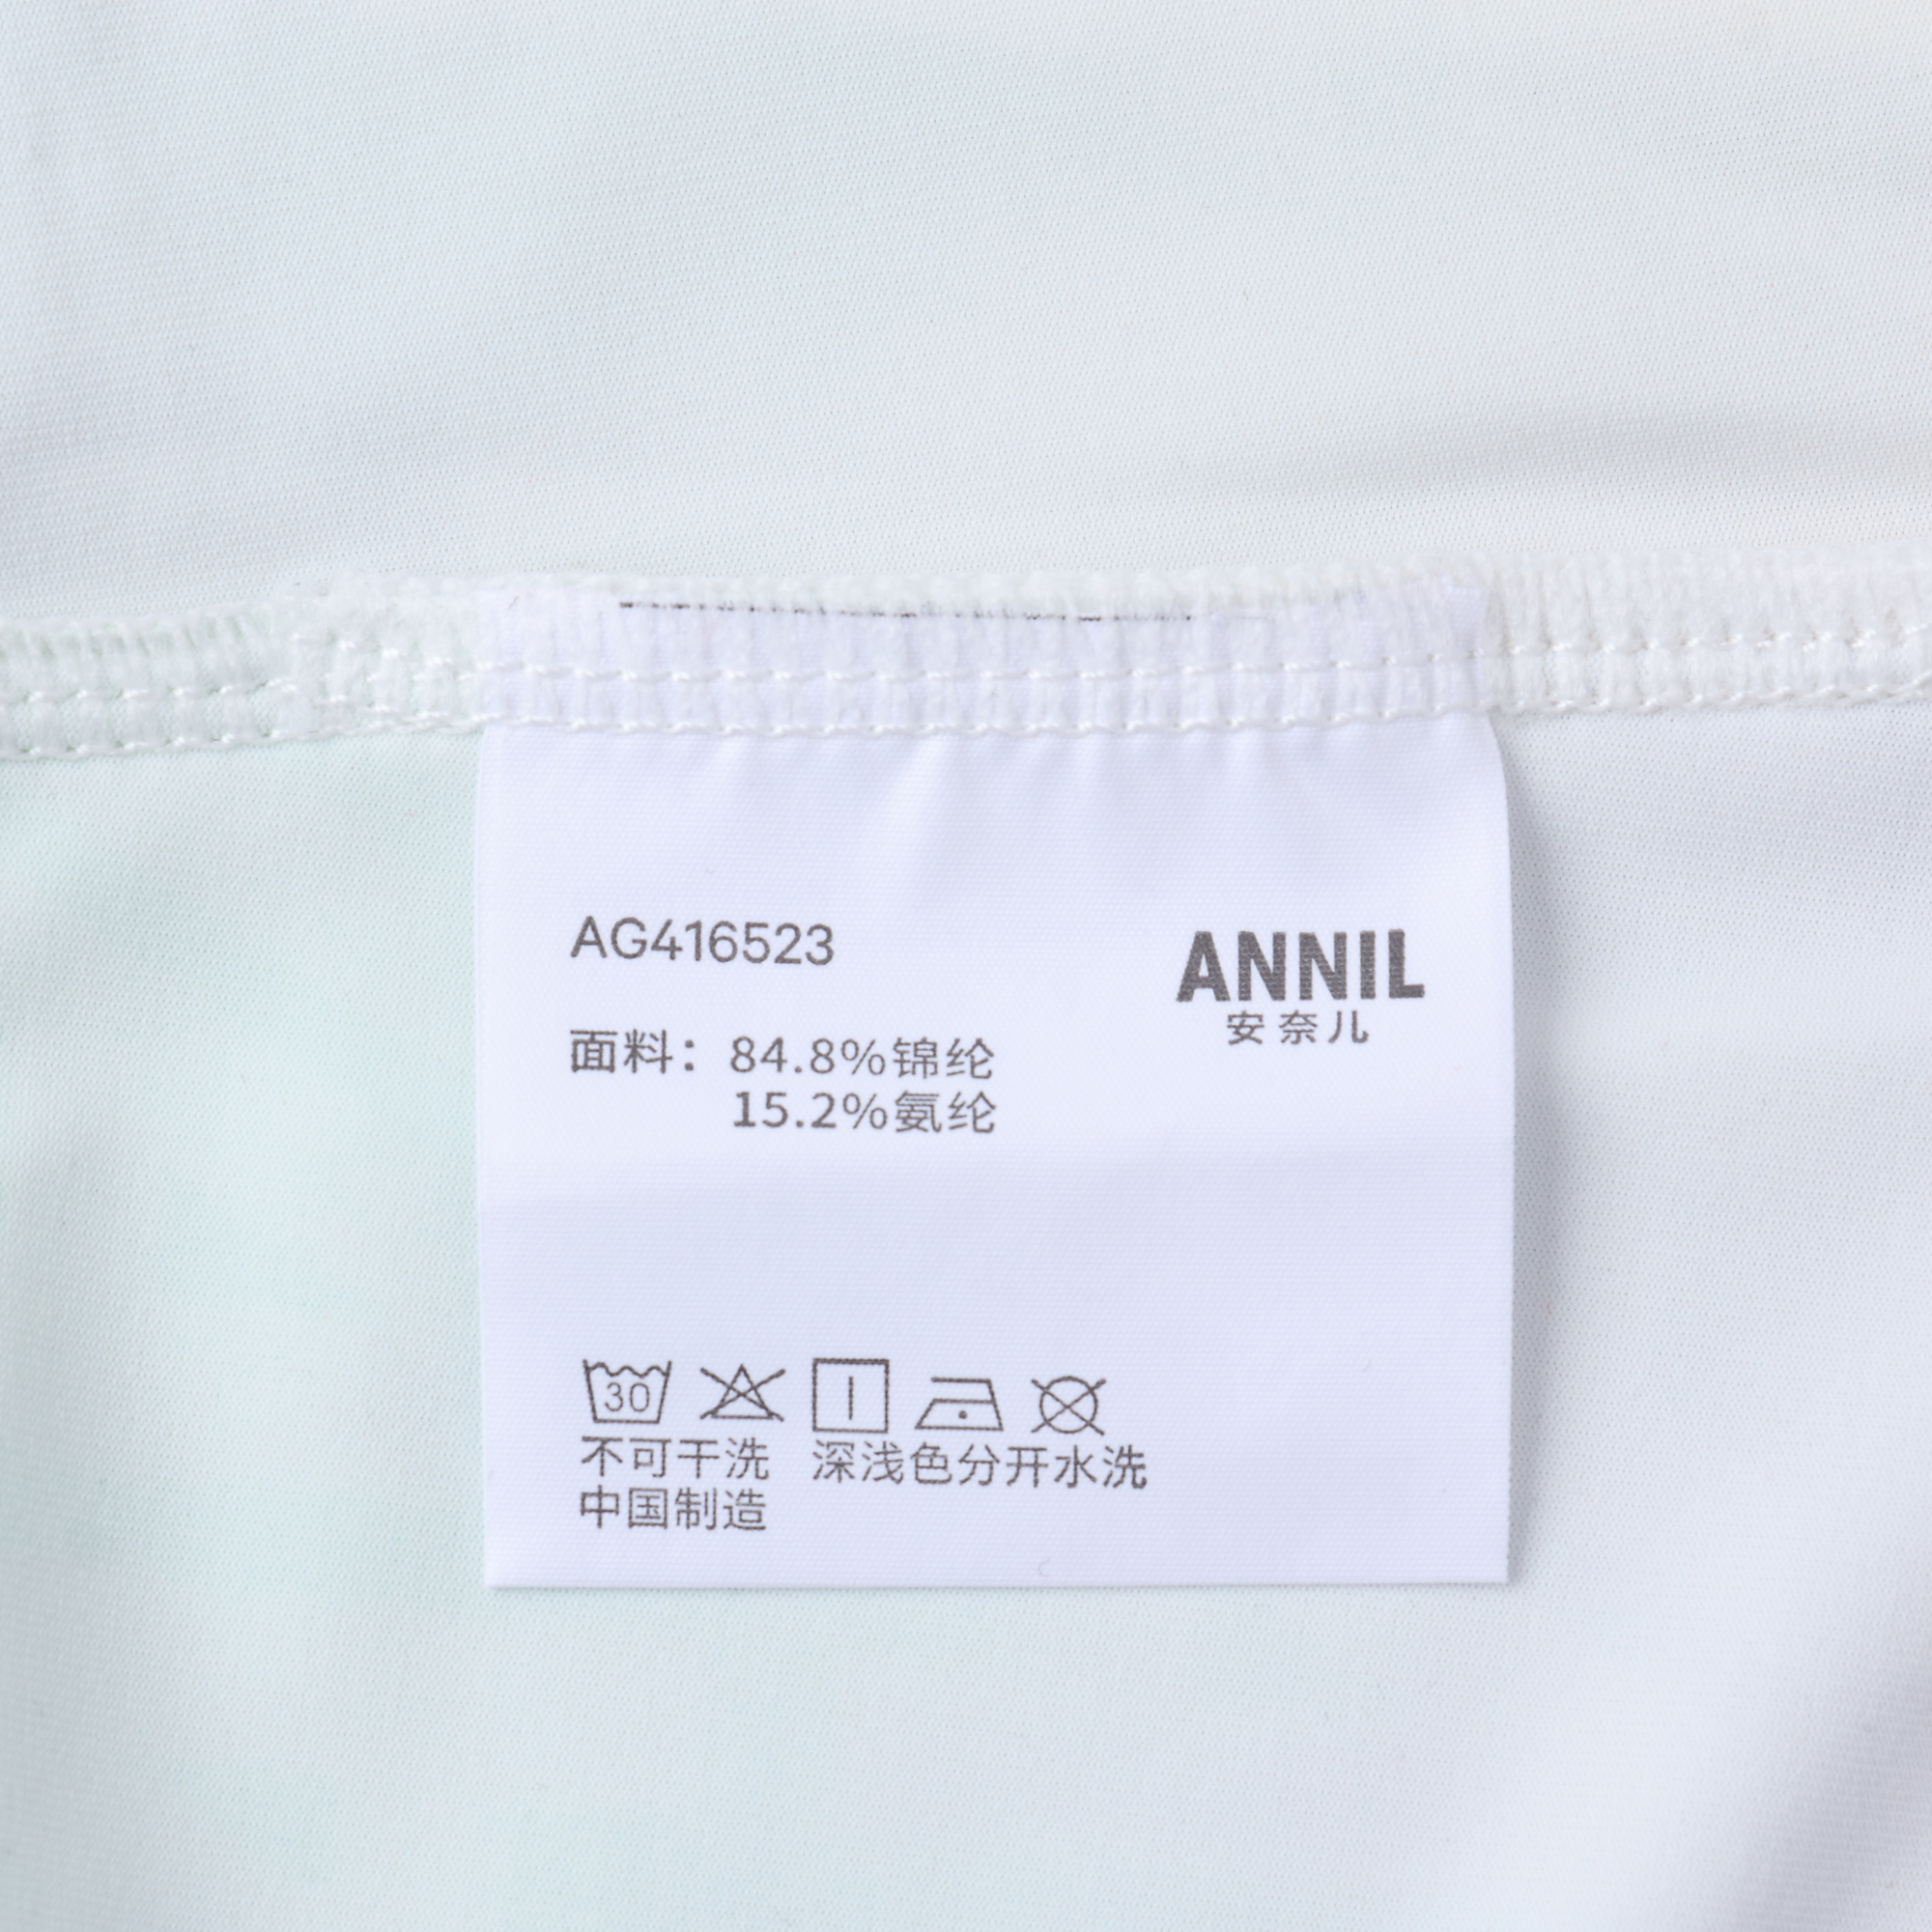 AG416523
ANNIL
安奈儿
面料：84.8%锦纶
15.2%氨纶
30
不可干洗 深浅色分开水洗
中国制造